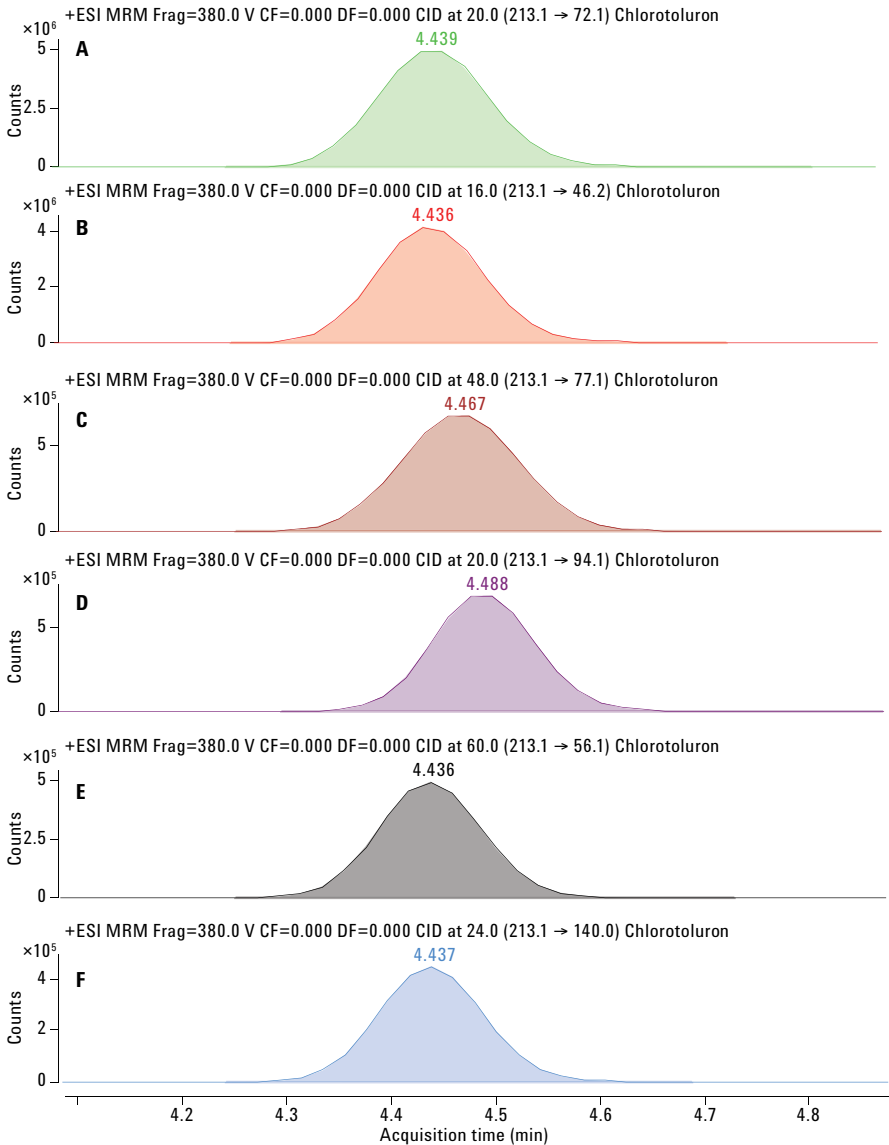 +ESI MRM Frag=380.0 V CF=0.000 DF=0.000 CID at 20.0 (213.1 → 72.1) Chlorotoluron
×10⁶
A
4.439
5
2.5
0
Counts
+ESI MRM Frag=380.0 V CF=0.000 DF=0.000 CID at 16.0 (213.1 → 46.2) Chlorotoluron
×10⁶
B
4.436
4
2
0
Counts
+ESI MRM Frag=380.0 V CF=0.000 DF=0.000 CID at 48.0 (213.1 → 77.1) Chlorotoluron
×10⁵
C
4.467
5
0
Counts
+ESI MRM Frag=380.0 V CF=0.000 DF=0.000 CID at 20.0 (213.1 → 94.1) Chlorotoluron
×10⁵
D
4.488
5
0
Counts
+ESI MRM Frag=380.0 V CF=0.000 DF=0.000 CID at 60.0 (213.1 → 56.1) Chlorotoluron
×10⁵
E
4.436
5
2.5
0
Counts
+ESI MRM Frag=380.0 V CF=0.000 DF=0.000 CID at 24.0 (213.1 → 140.0) Chlorotoluron
×10⁵
F
4.437
4
2
0
Counts
4.2 4.3 4.4 4.5 4.6 4.7 4.8
Acquisition time (min)